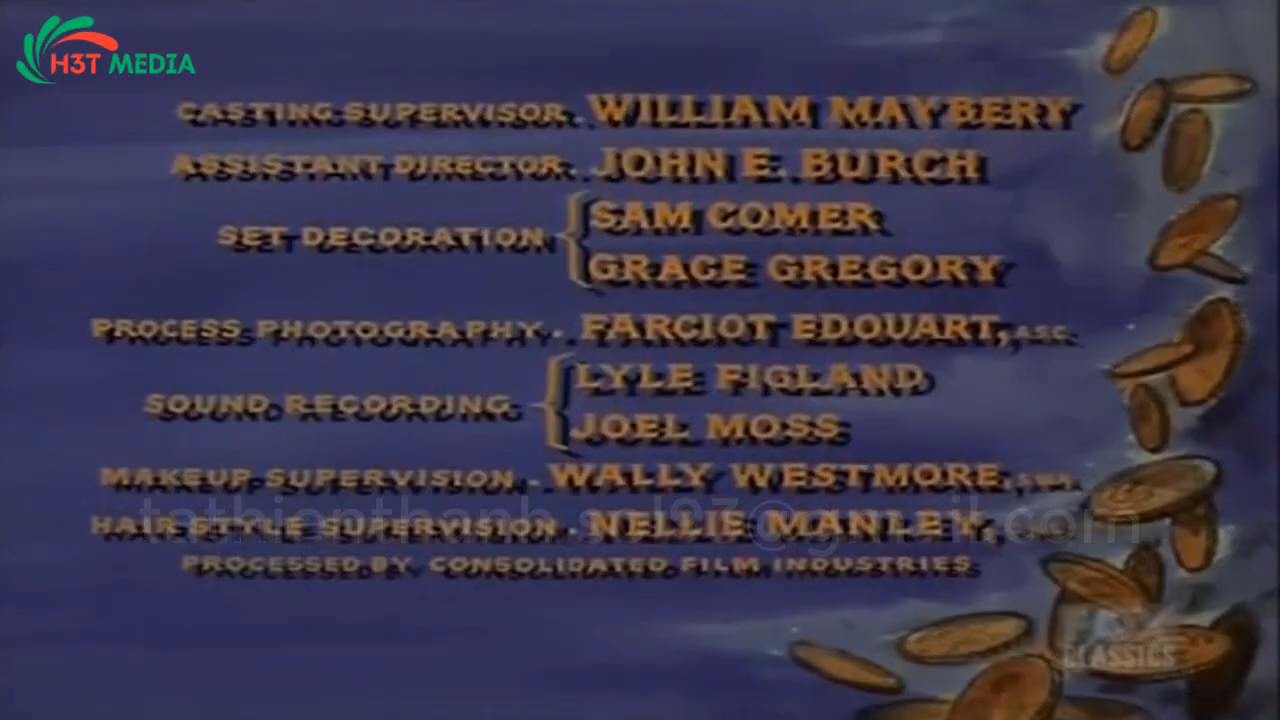 H3T MEDIA
CASTING SUPERVISOR - WILLIAM MAYBERY
ASSISTANT DIRECTOR - JOHN E. BURCH
SET DECORATION { SAM COMER
GRACE GREGORY
PROCESS PHOTOGRAPHY - FARCIOT EDOUART, A.S.C.
SOUND RECORDING { LYLE FIGLAND
JOEL MOSS
MAKEUP SUPERVISION - WALLY WESTMORE,
HAIR STYLE SUPERVISION - NELLIE MANLEY,
PROCESSED BY CONSOLIDATED FILM INDUSTRIES
CLASSICS